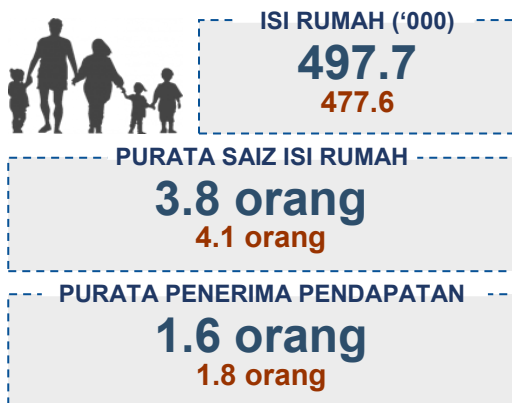 ISI RUMAH (‘000)
497.7
477.6
PURATA SAIZ ISI RUMAH
3.8 orang
4.1 orang
PURATA PENERIMA PENDAPATAN
1.6 orang
1.8 orang